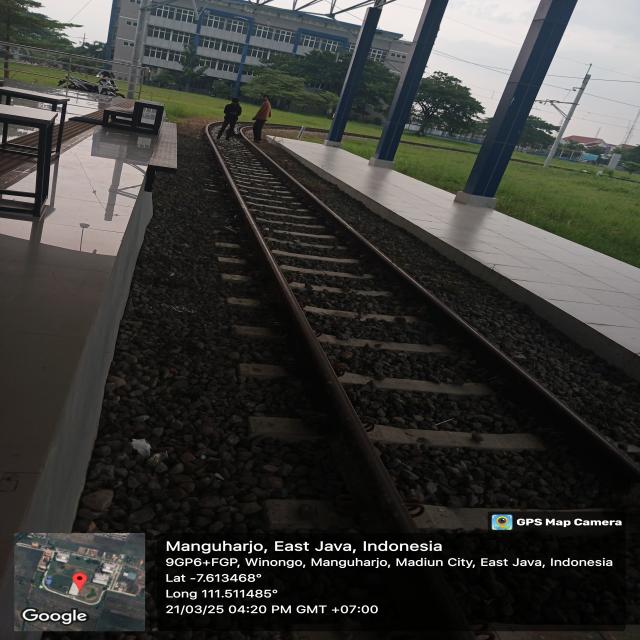 GPS Map Camera
Manguharjo, East Java, Indonesia
9GP6+FGP, Winongo, Manguharjo, Madiun City, East Java, Indonesia
Lat -7.613468°
Long 111.511485°
21/03/25 04:20 PM GMT +07:00
Google